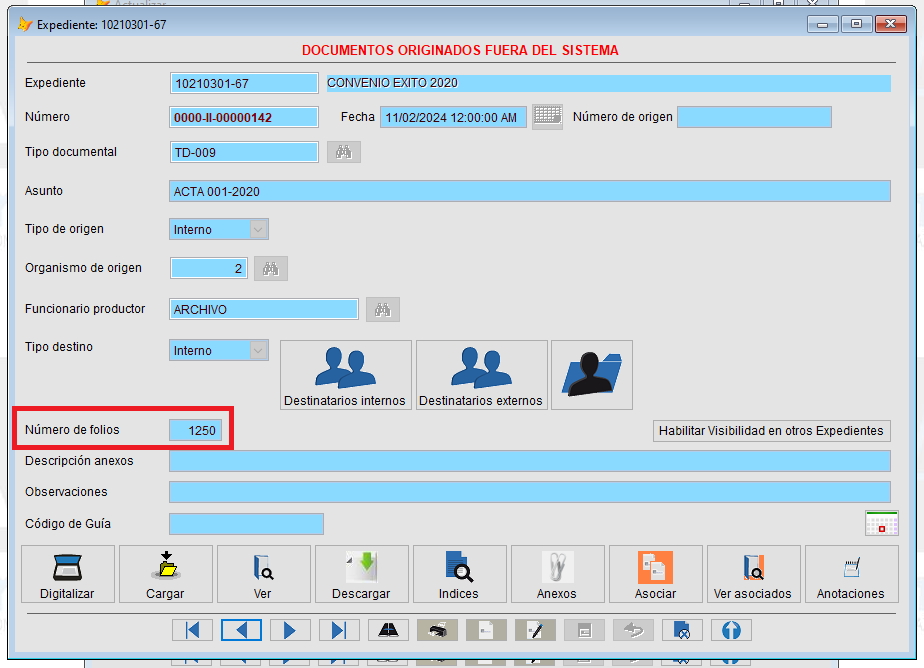 Actualizar
Expediente: 10210301-67
DOCUMENTOS ORIGINADOS FUERA DEL SISTEMA
Expediente 10210301-67 CONVENIO EXITO 2020
Número 0000-II-00000142 Fecha 11/02/2024 12:00:00 AM Número de origen
Tipo documental TD-009
Asunto ACTA 001-2020
Tipo de origen Interno
Organismo de origen 2
Funcionario productor ARCHIVO
Tipo destino Interno
Destinatarios internos Destinatarios externos
Número de folios 1250 Habilitar Visibilidad en otros Expedientes
Descripción anexos
Observaciones
Código de Guía
Digitalizar Cargar Ver Descargar Indices Anexos Asociar Ver asociados Anotaciones